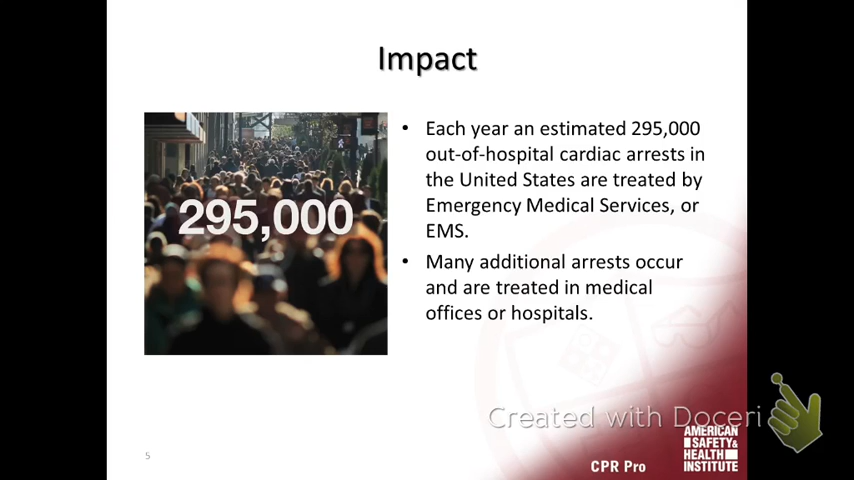 Impact
295,000
• Each year an estimated 295,000
out-of-hospital cardiac arrests in
the United States are treated by
Emergency Medical Services, or
EMS.
• Many additional arrests occur
and are treated in medical
offices or hospitals.
Created with Doceri
AMERICAN
SAFETY&
HEALTH
INSTITUTE
CPR Pro
5